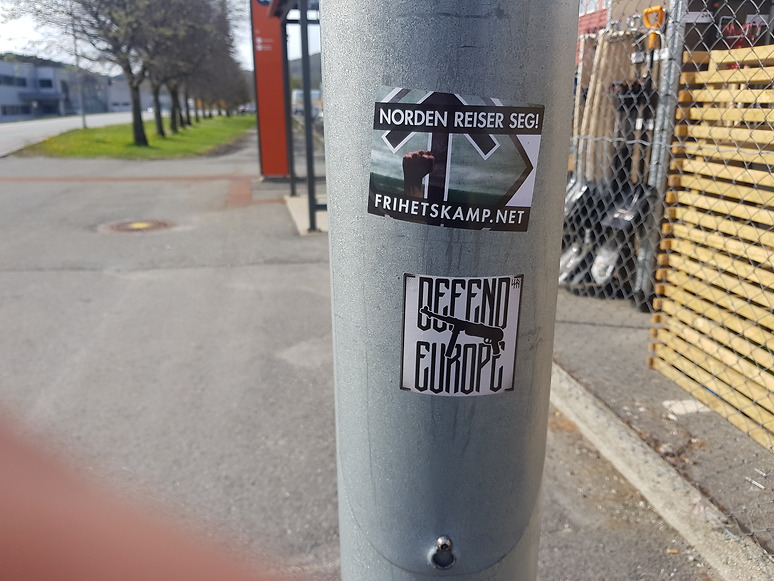 NORDEN REISER SEG!
FRIHETSKAMP.NET
DEFEND
EUROPE